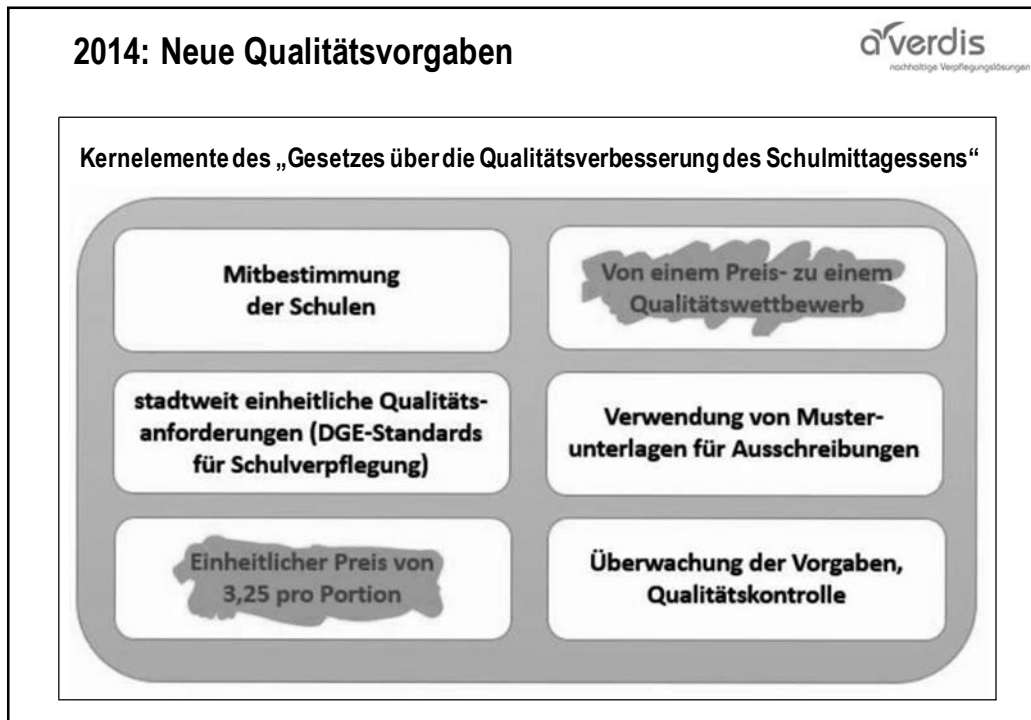 2014: Neue Qualitätsvorgaben
a'verdis
nachhaltige Verpflegungslösungen
Kernelemente des „Gesetzes über die Qualitätsverbesserung des Schulmittagessens“
Mitbestimmung
der Schulen
Von einem Preis- zu einem
Qualitätswettbewerb
stadtweit einheitliche Qualitäts-
anforderungen (DGE-Standards
für Schulverpflegung)
Verwendung von Muster-
unterlagen für Ausschreibungen
Einheitlicher Preis von
3,25 pro Portion
Überwachung der Vorgaben,
Qualitätskontrolle